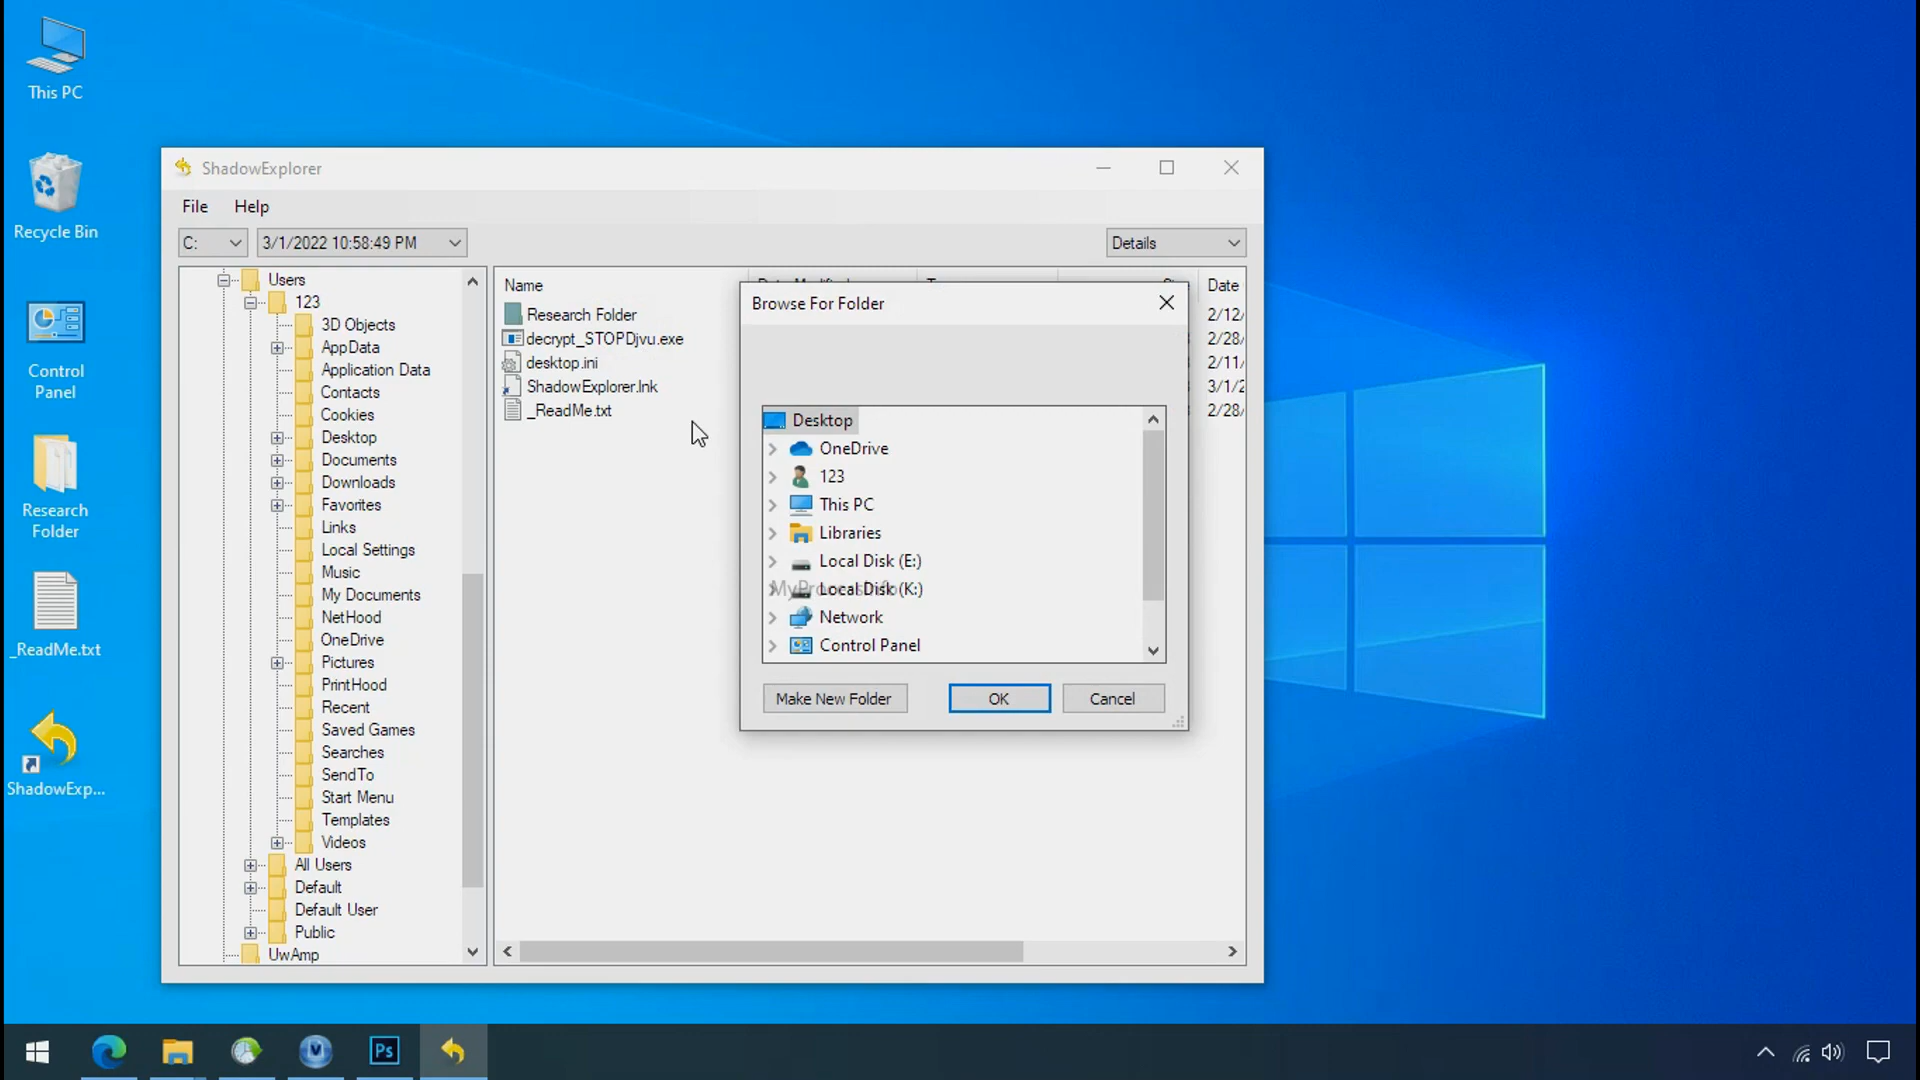 This PC
Recycle Bin
Control
Panel
Research
Folder
_ReadMe.txt
ShadowExp...
ShadowExplorer
File Help
C: 3/1/2022 10:58:49 PM Details
Users
123
3D Objects
AppData
Application Data
Contacts
Cookies
Desktop
Documents
Downloads
Favorites
Links
Local Settings
Music
My Documents
NetHood
OneDrive
Pictures
PrintHood
Recent
Saved Games
Searches
SendTo
Start Menu
Templates
Videos
All Users
Default
Default User
Public
UwAmp
Name Date
Research Folder 2/12/
decrypt_STOPDjvu.exe 2/28/
desktop.ini 2/11/
ShadowExplorer.lnk 3/1/2
_ReadMe.txt 2/28/
Browse For Folder
Desktop
OneDrive
123
This PC
Libraries
Local Disk (E:)
Local Disk (K:)
Network
Control Panel
Make New Folder OK Cancel
Ps